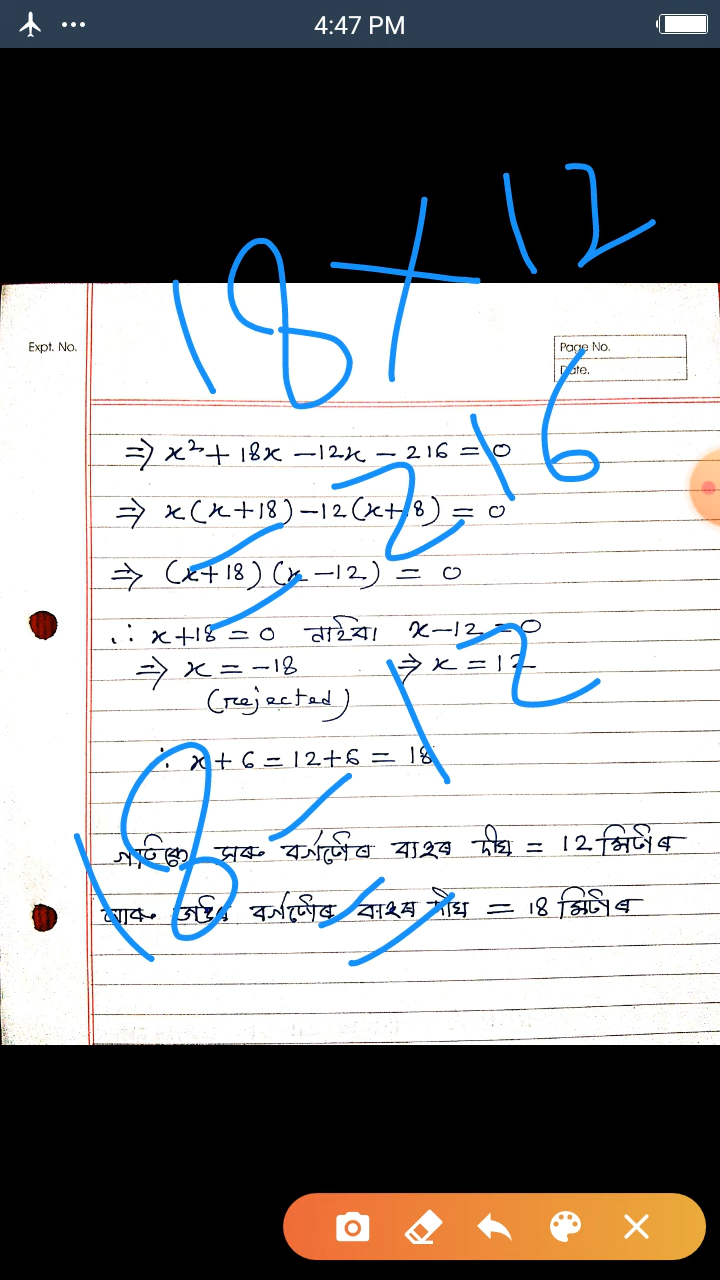 4:47 PM
18 + 12
Expt. No.
Page No.
Date.
16
⇒ x² + 18x – 12x – 216 = 0
2
⇒ x(x+18) – 12(x+18) = 0
=
⇒ (x+18)(x – 12) = 0
∴ x+18 = 0 নাইবা x–12 = 0
⇒ x = –18 ⇒ x = 12
(rejected)
12
∴ x + 6 = 12+6 = 18
18 =
সৰু বৰ্গটোৰ বাহুৰ দীঘ = 12 মিটাৰ
আৰু বৰ্গটোৰ বাহুৰ দীঘ = 18 মিটাৰ